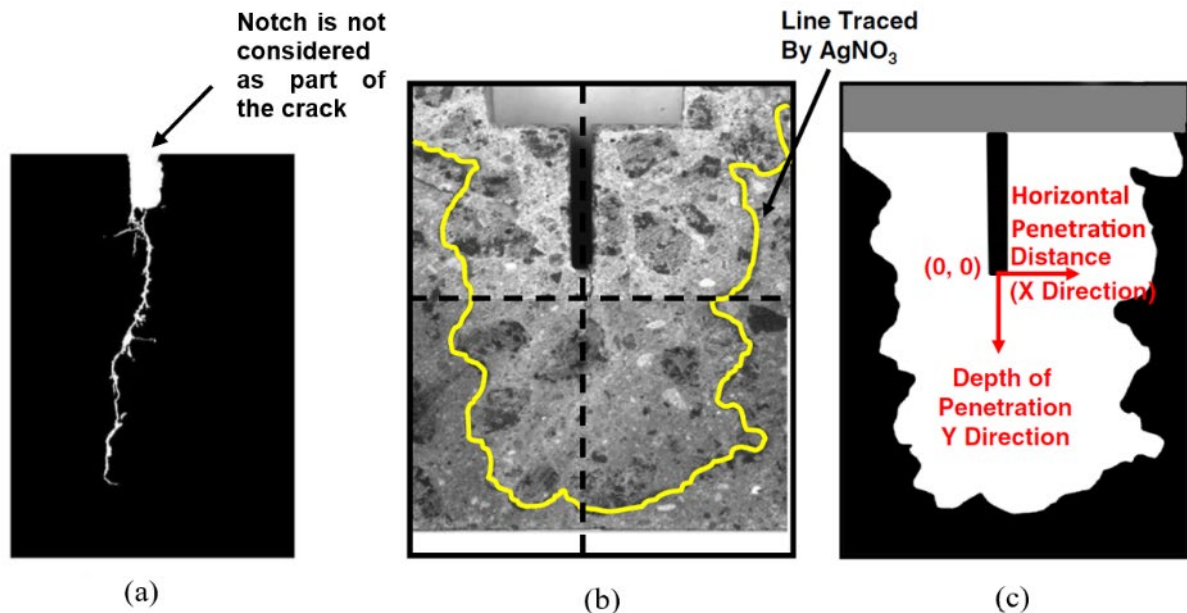 Notch is not
considered
as part of
the crack
(a)
Line Traced
By AgNO₃
(b)
(0, 0)
Horizontal
Penetration
Distance
(X Direction)
Depth of
Penetration
Y Direction
(c)